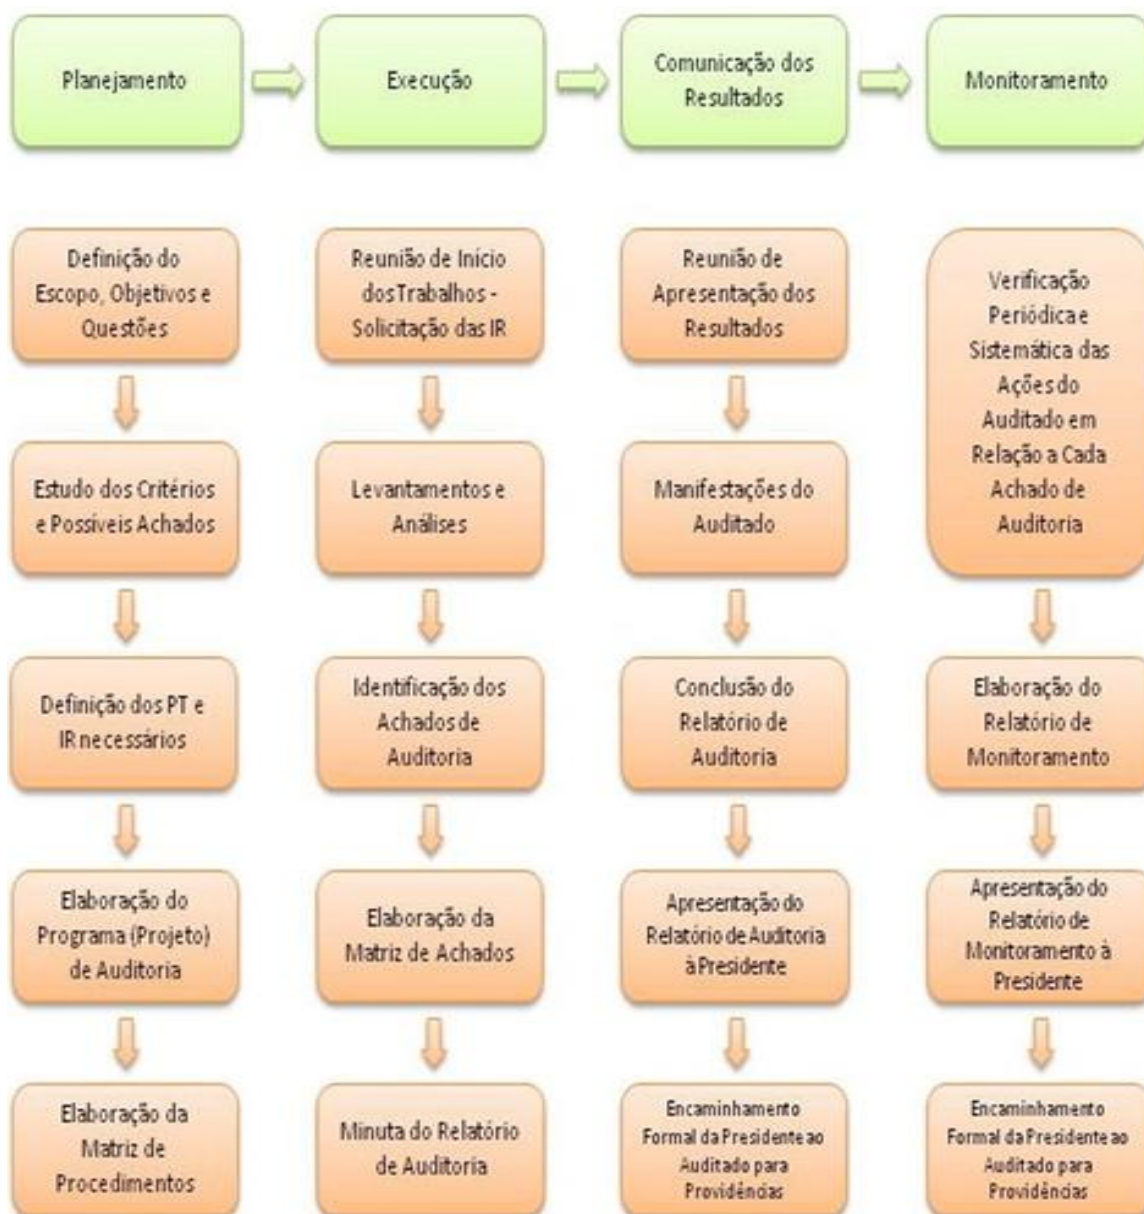 Planejamento
Execução
Comunicação dos
Resultados
Monitoramento
Definição do
Escopo, Objetivos e
Questões
Estudo dos Critérios
e Possíveis Achados
Definição dos PT e
IR necessários
Elaboração do
Programa (Projeto)
de Auditoria
Elaboração da
Matriz de
Procedimentos
Reunião de Início
dos Trabalhos -
Solicitação das IR
Levantamentos e
Análises
Identificação dos
Achados de
Auditoria
Elaboração da
Matriz de Achados
Minuta do Relatório
de Auditoria
Reunião de
Apresentação dos
Resultados
Manifestações do
Auditado
Conclusão do
Relatório de
Auditoria
Apresentação do
Relatório de Auditoria
à Presidente
Encaminhamento
Formal da Presidente ao
Auditado para
Providências
Verificação
Periódica e
Sistemática das
Ações do
Auditado em
Relação a Cada
Achado de
Auditoria
Elaboração do
Relatório de
Monitoramento
Apresentação do
Relatório de
Monitoramento à
Presidente
Encaminhamento
Formal da Presidente ao
Auditado para
Providências